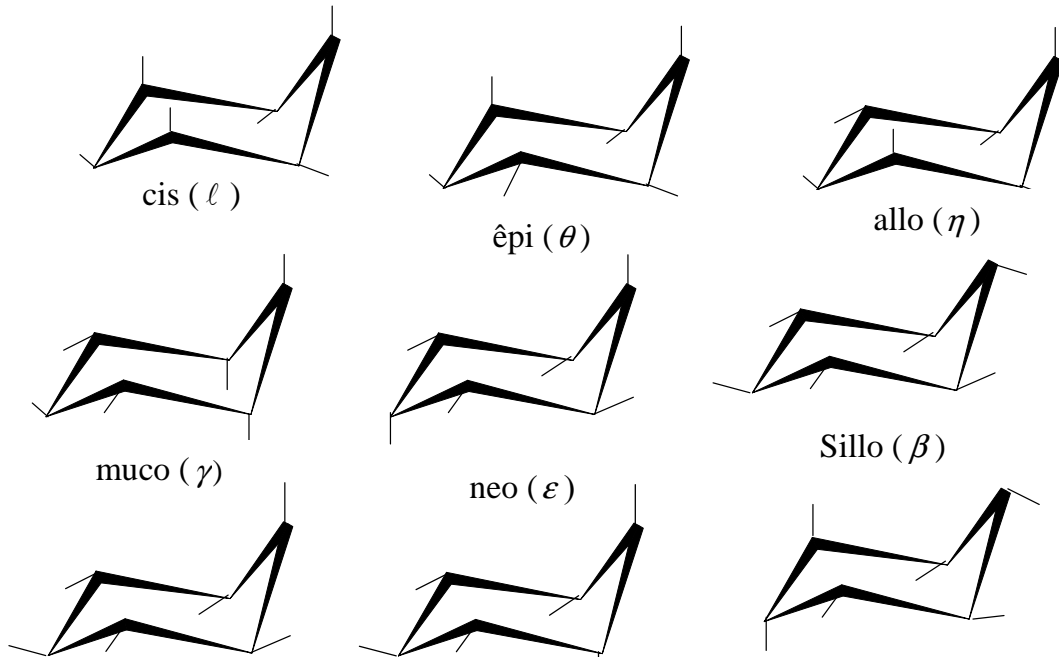 cis (ℓ)
êpi (θ)
allo (η)
muco (γ)
neo (ε)
Sillo (β)